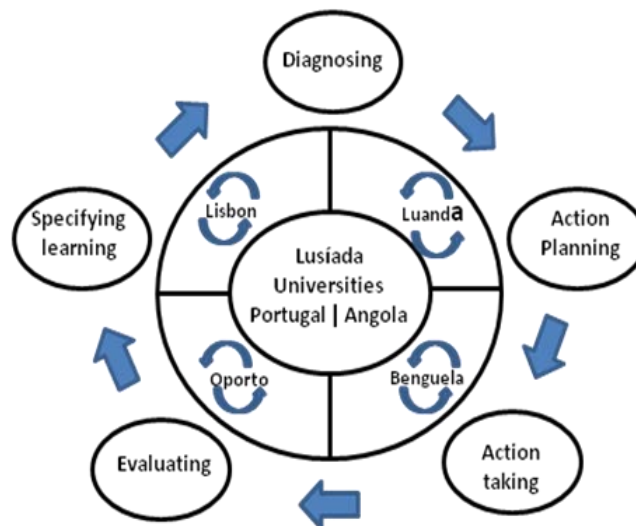 Diagnosing
Lisbon
Luanda
Specifying
learning
Action
Planning
Lusíada
Universities
Portugal | Angola
Oporto
Benguela
Evaluating
Action
taking